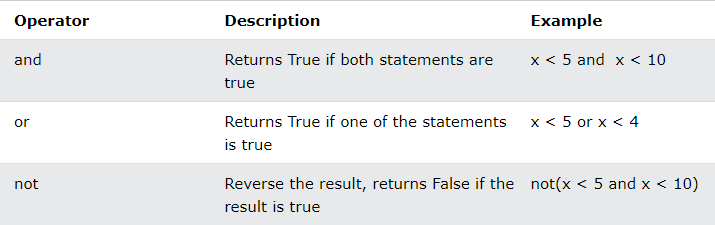 Operator Description Example
and Returns True if both statements are x < 5 and  x < 10
true
or Returns True if one of the statements x < 5 or x < 4
is true
not Reverse the result, returns False if the not(x < 5 and x < 10)
result is true